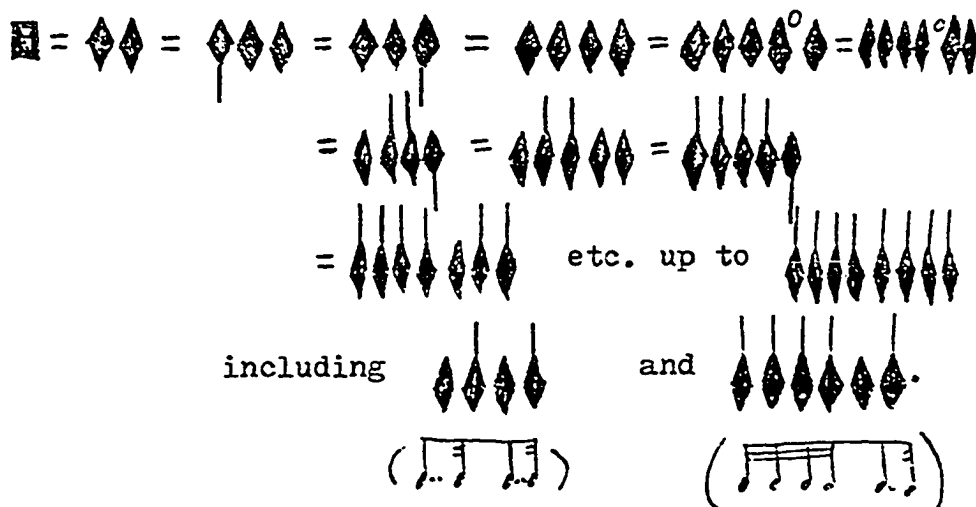 = = = = = o = c
= = =
= etc. up to
including and .
( ) ( )